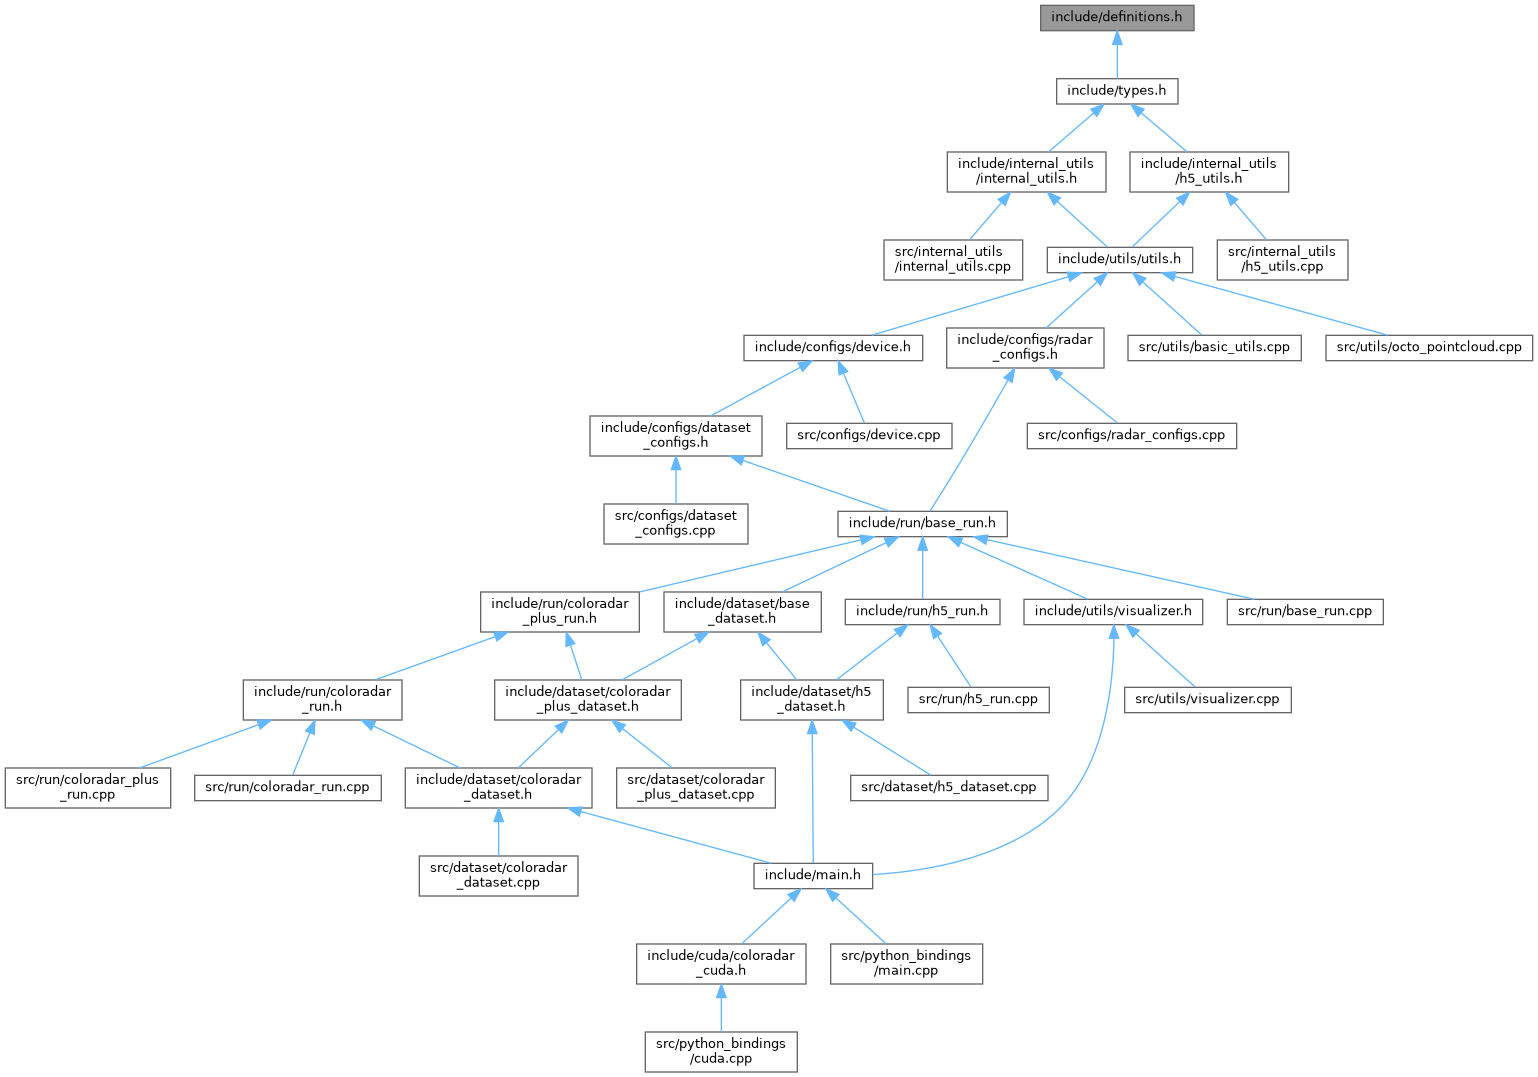 include/definitions.h
include/types.h
include/internal_utils
/internal_utils.h
include/internal_utils
/h5_utils.h
src/internal_utils
/internal_utils.cpp
include/utils/utils.h
src/internal_utils
/h5_utils.cpp
include/configs/device.h
include/configs/radar
_configs.h
src/utils/basic_utils.cpp
src/utils/octo_pointcloud.cpp
include/configs/dataset
_configs.h
src/configs/device.cpp
src/configs/radar_configs.cpp
src/configs/dataset
_configs.cpp
include/run/base_run.h
include/run/coloradar
_plus_run.h
include/dataset/base
_dataset.h
include/run/h5_run.h
include/utils/visualizer.h
src/run/base_run.cpp
include/run/coloradar
_run.h
include/dataset/coloradar
_plus_dataset.h
include/dataset/h5
_dataset.h
src/run/h5_run.cpp
src/utils/visualizer.cpp
src/run/coloradar_plus
_run.cpp
src/run/coloradar_run.cpp
include/dataset/coloradar
_dataset.h
src/dataset/coloradar
_plus_dataset.cpp
src/dataset/h5_dataset.cpp
src/dataset/coloradar
_dataset.cpp
include/main.h
include/cuda/coloradar
_cuda.h
src/python_bindings
/main.cpp
src/python_bindings
/cuda.cpp